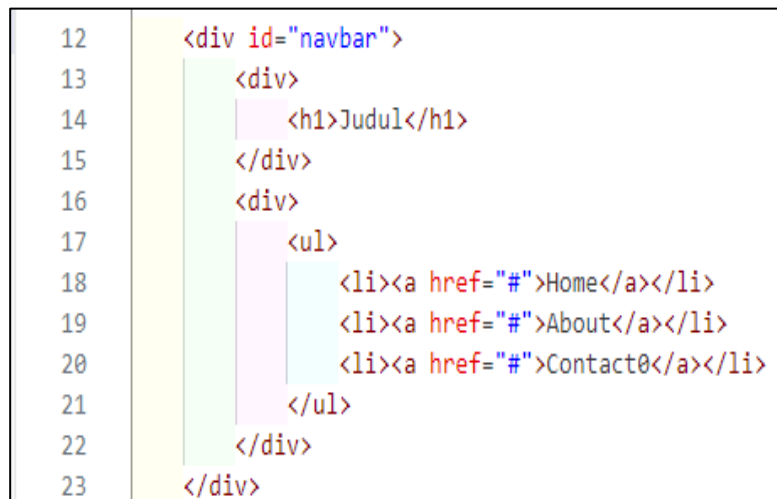 12 <div id="navbar">
13 <div>
14 <h1>Judul</h1>
15 </div>
16 <div>
17 <ul>
18 <li><a href="#">Home</a></li>
19 <li><a href="#">About</a></li>
20 <li><a href="#">Contact0</a></li>
21 </ul>
22 </div>
23 </div>